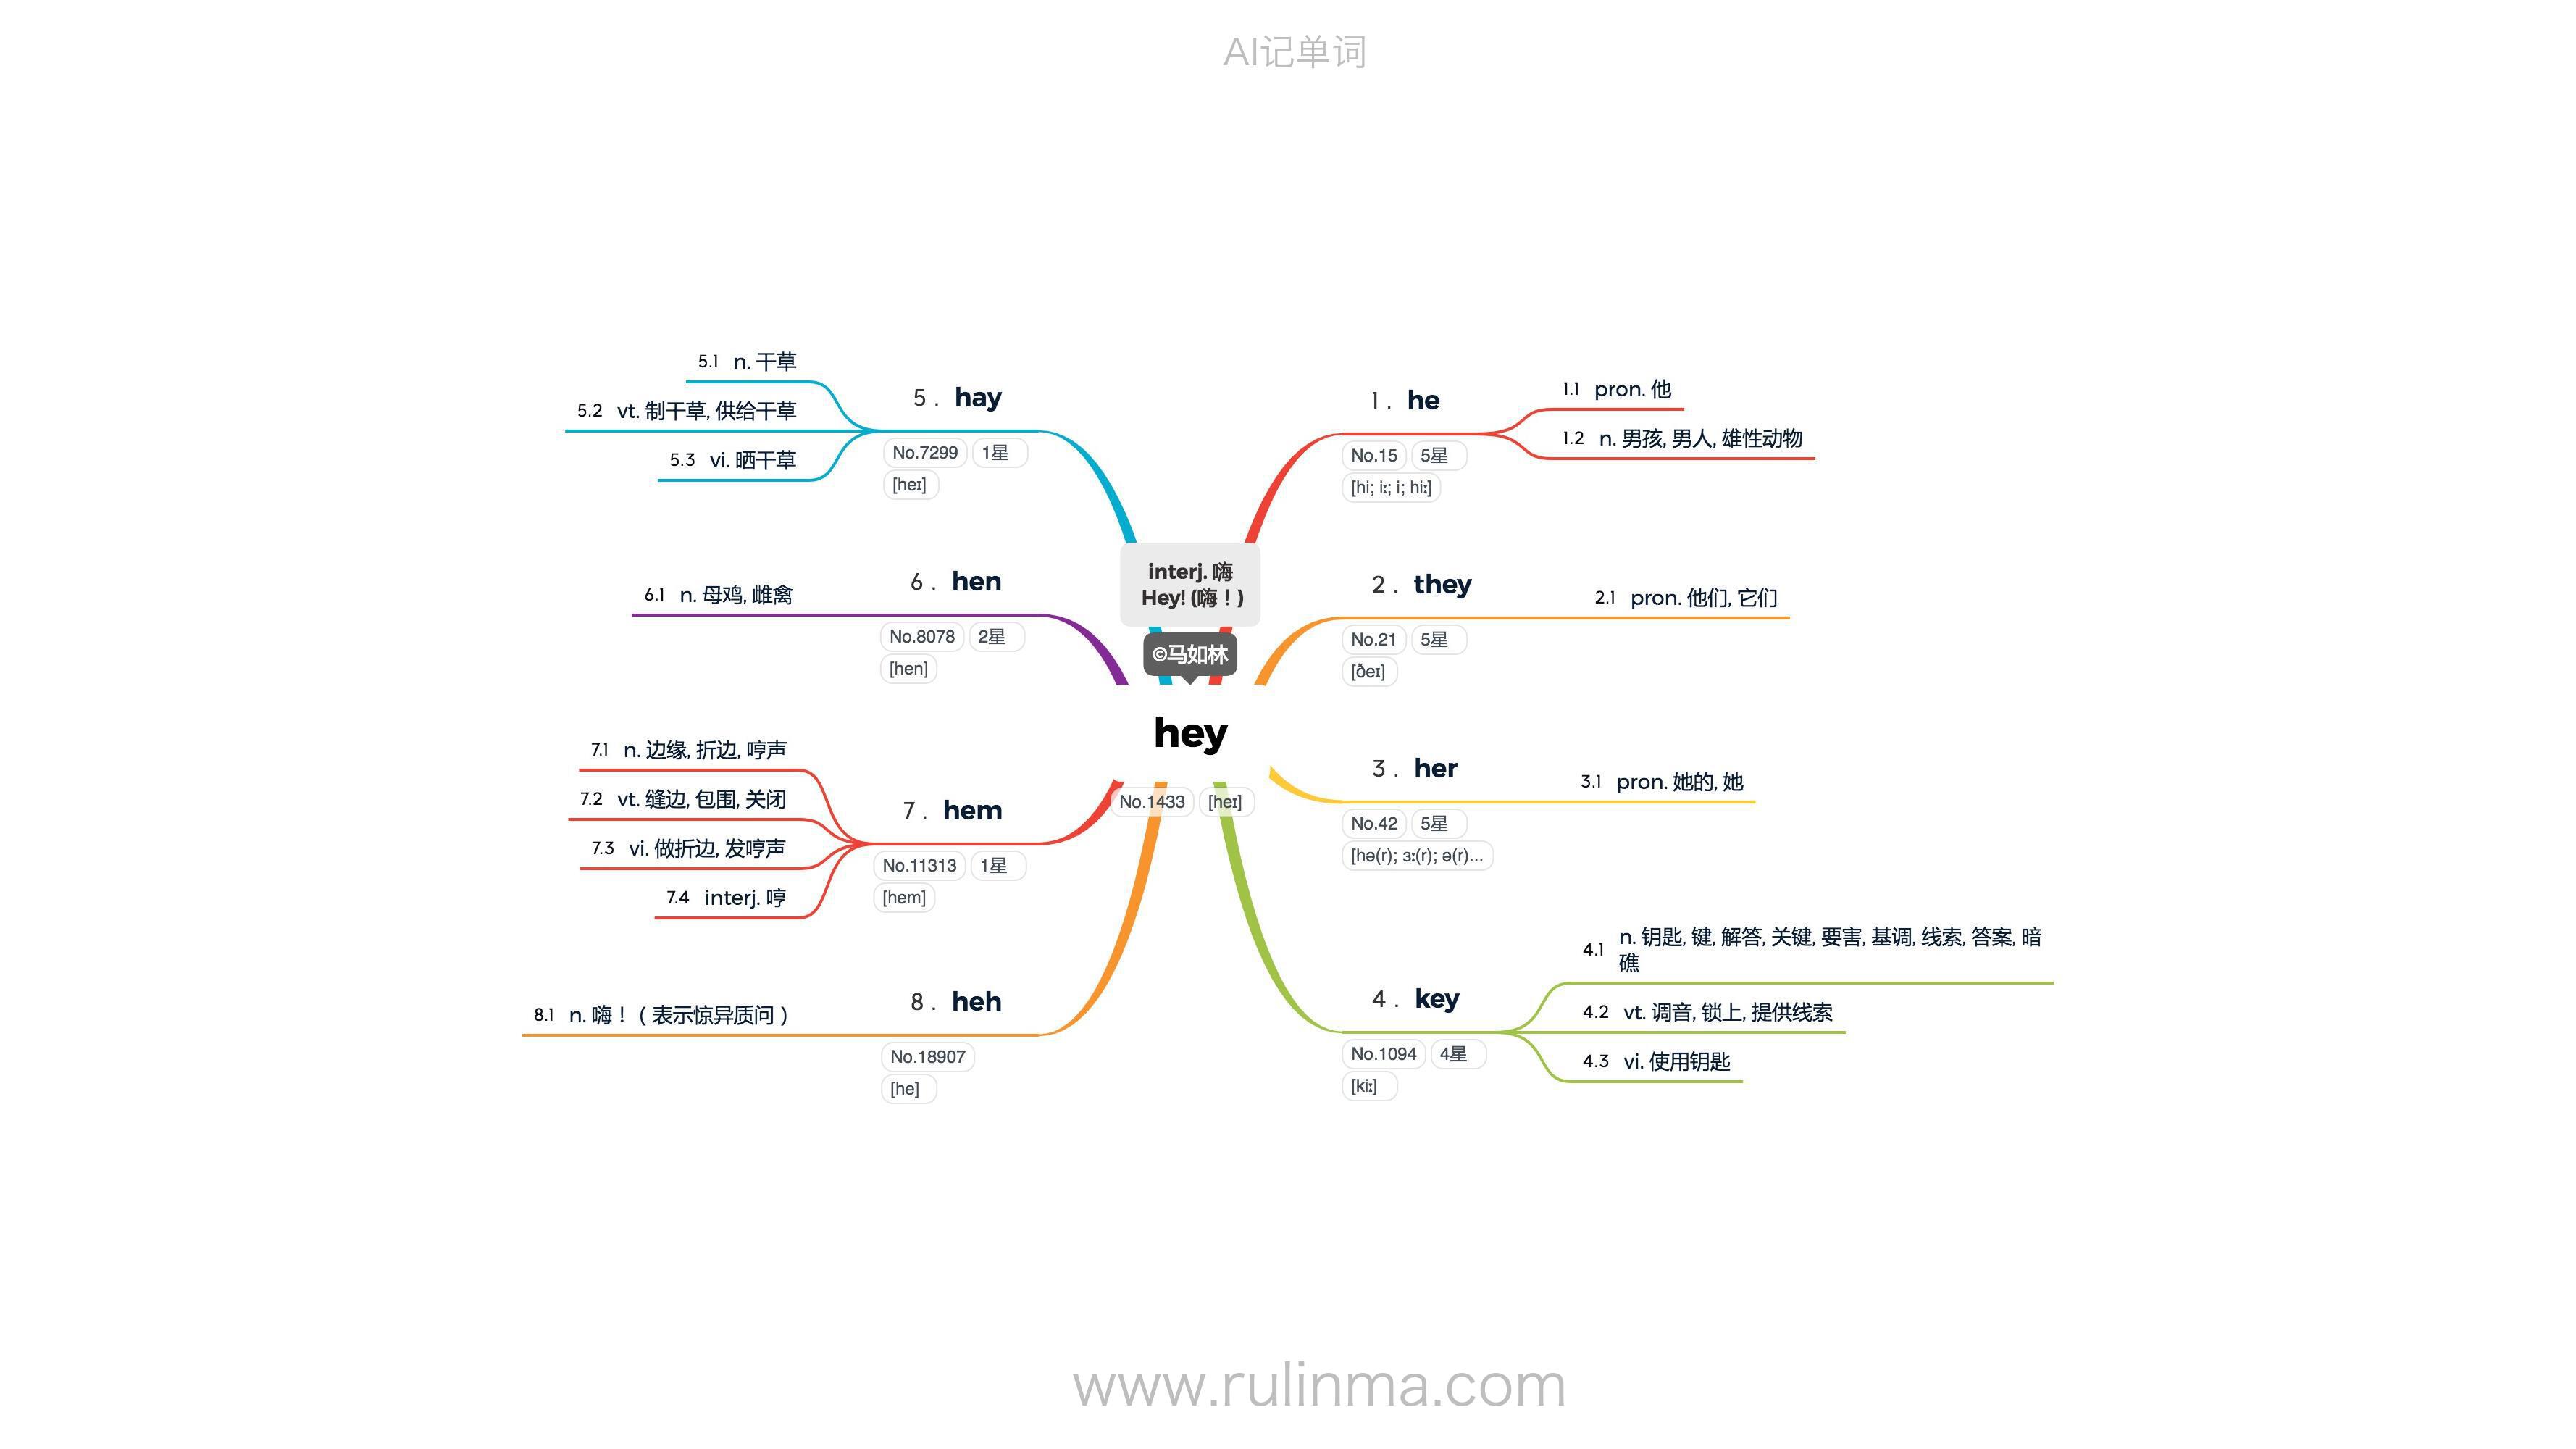 AI记单词
interj. 嗨
Hey! (嗨！)
©马如林
hey
No.1433 [heɪ]
1 . he
No.15 5星
[hi; iː; i; hiː]
1.1 pron. 他
1.2 n. 男孩, 男人, 雄性动物
2 . they
No.21 5星
[ðeɪ]
2.1 pron. 他们, 它们
3 . her
No.42 5星
[hə(r); ɜː(r); ə(r)...
3.1 pron. 她的, 她
4 . key
No.1094 4星
[kiː]
4.1 n. 钥匙, 键, 解答, 关键, 要害, 基调, 线索, 答案, 暗
礁
4.2 vt. 调音, 锁上, 提供线索
4.3 vi. 使用钥匙
5 . hay
No.7299 1星
[heɪ]
5.1 n. 干草
5.2 vt. 制干草, 供给干草
5.3 vi. 晒干草
6 . hen
No.8078 2星
[hen]
6.1 n. 母鸡, 雌禽
7 . hem
No.11313 1星
[hem]
7.1 n. 边缘, 折边, 哼声
7.2 vt. 缝边, 包围, 关闭
7.3 vi. 做折边, 发哼声
7.4 interj. 哼
8 . heh
No.18907
[he]
8.1 n. 嗨！（表示惊异质问）
www.rulinma.com